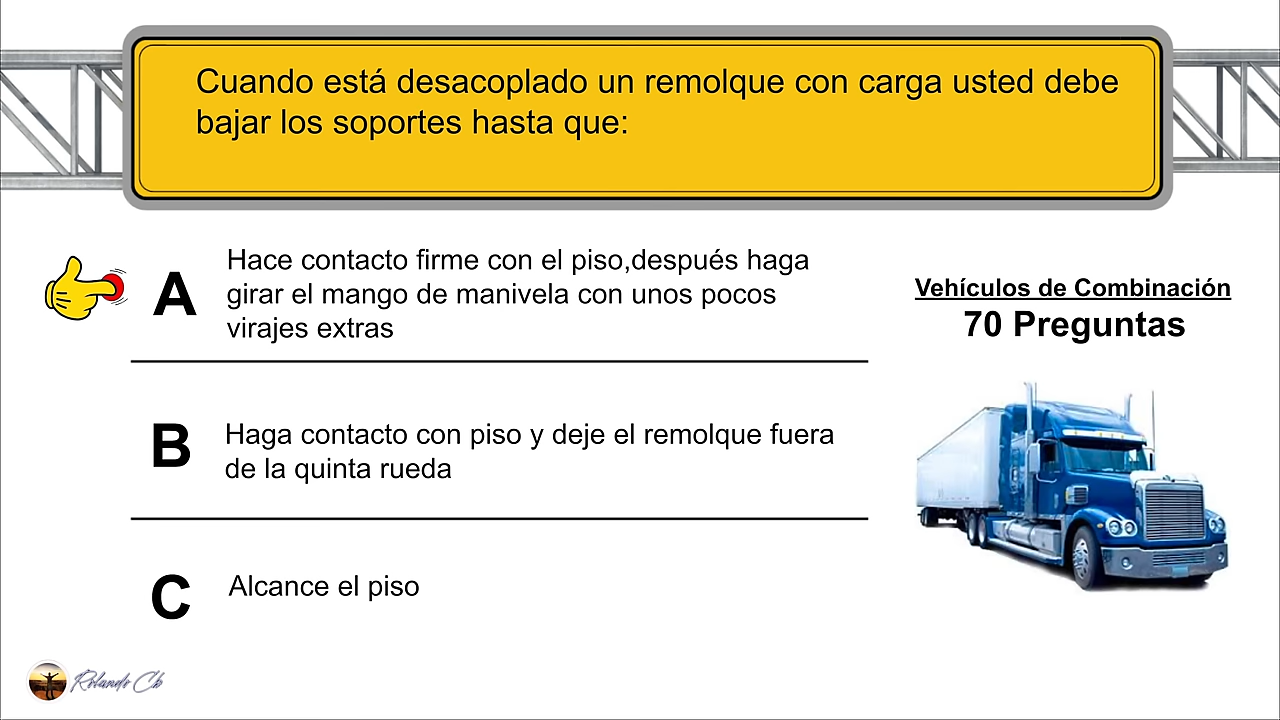 Cuando está desacoplado un remolque con carga usted debe
bajar los soportes hasta que:
A
Hace contacto firme con el piso,después haga
girar el mango de manivela con unos pocos
virajes extras
B
Haga contacto con piso y deje el remolque fuera
de la quinta rueda
C
Alcance el piso
Vehículos de Combinación
70 Preguntas
Rolando Cb